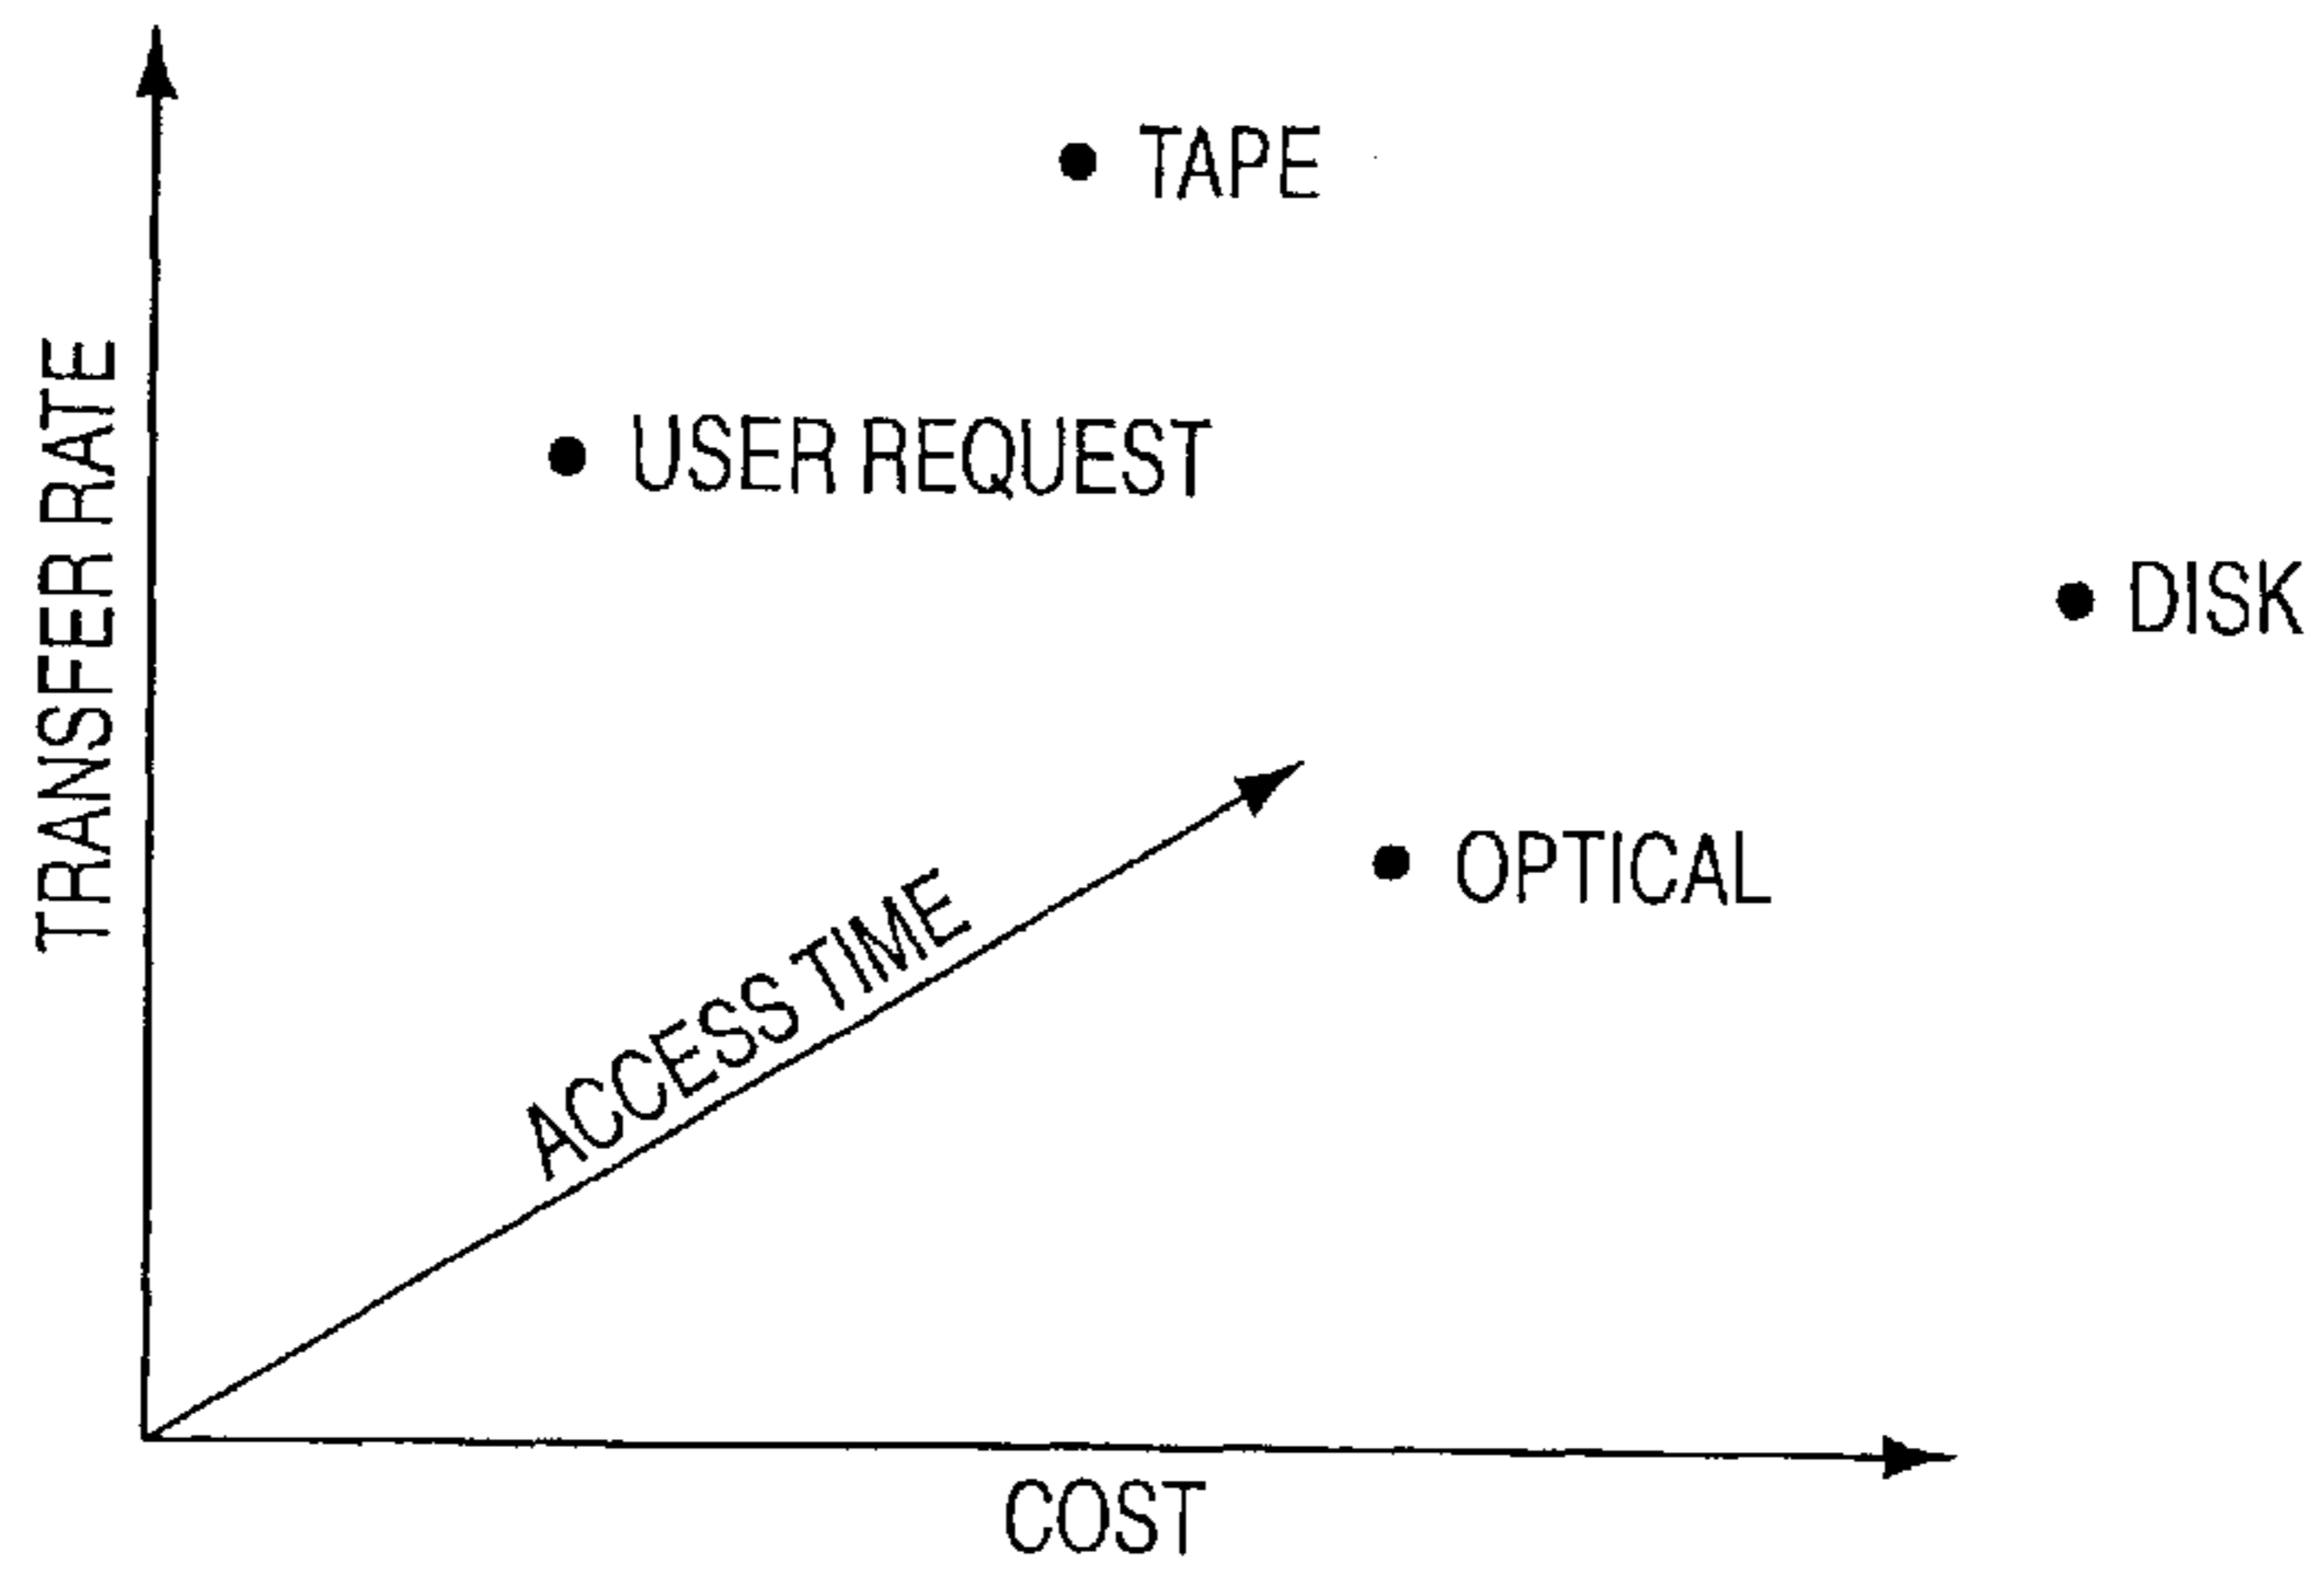 TAPE
USER REQUEST
DISK
TRANSFER RATE
OPTICAL
ACCESS TIME
COST